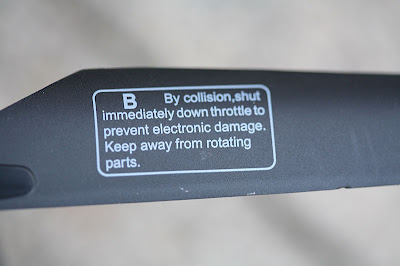 B By collision,shut
immediately down throttle to
prevent electronic damage.
Keep away from rotating
parts.